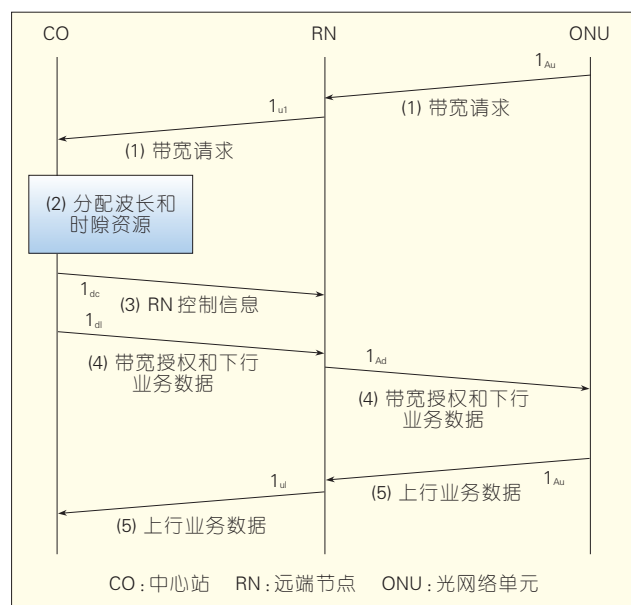 CO RN ONU
1Au
(1) 带宽请求
1u1
(1) 带宽请求
(2) 分配波长和
时隙资源
1dc
(3) RN 控制信息
1dl
(4) 带宽授权和下行
业务数据
1Ad
(4) 带宽授权和下行
业务数据
1Au
(5) 上行业务数据
1ul
(5) 上行业务数据
CO：中心站 RN：远端节点 ONU：光网络单元